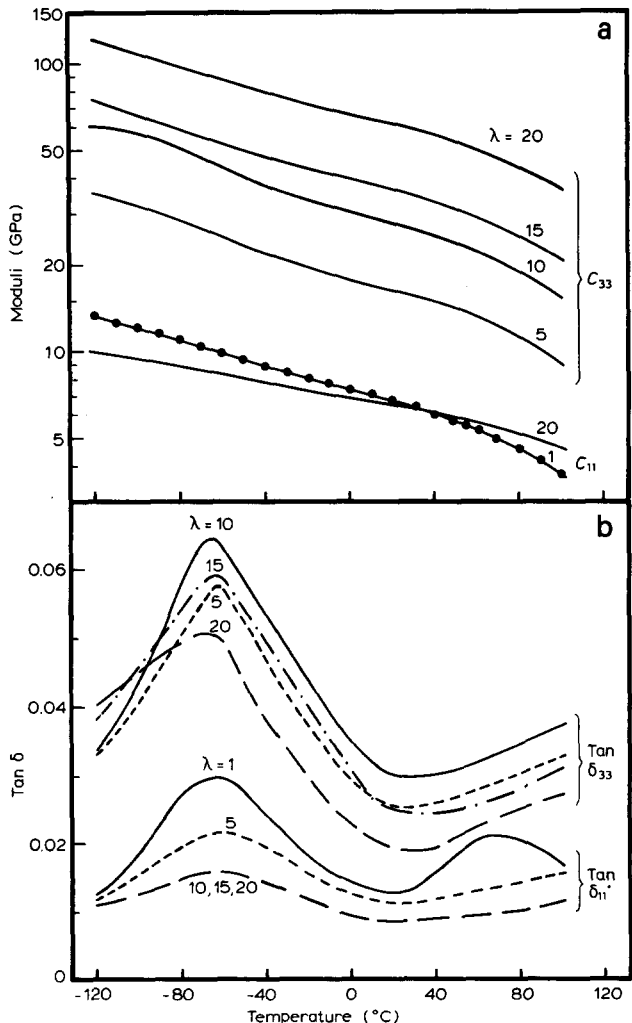 a
150
100
50
20
10
5
Moduli (GPa)
λ = 20
15
10
5
C33
20
1
C11
b
0.06
0.04
0.02
0
Tan δ
λ = 10
15
5
20
Tan
δ33
λ = 1
5
10, 15, 20
Tan
δ11
-120
-80
-40
0
40
80
120
Temperature (°C)